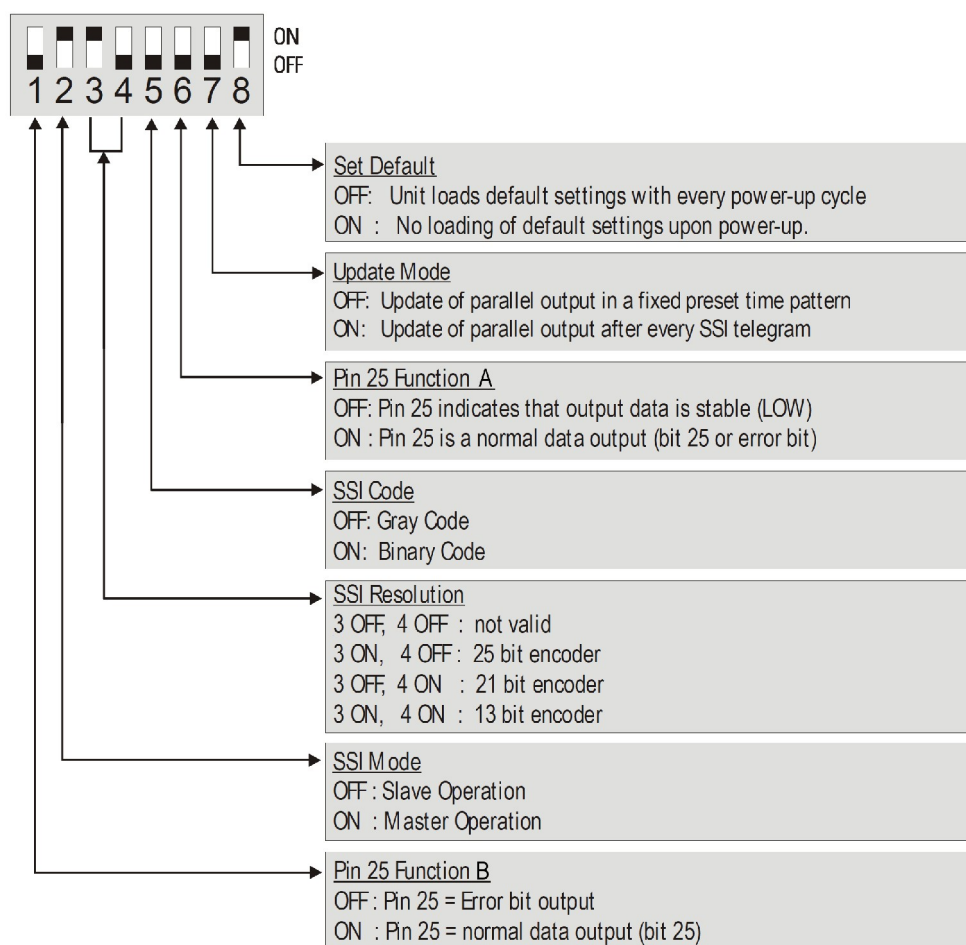 ON
OFF
1 2 3 4 5 6 7 8
Set Default
OFF: Unit loads default settings with every power-up cycle
ON : No loading of default settings upon power-up.
Update Mode
OFF: Update of parallel output in a fixed preset time pattern
ON: Update of parallel output after every SSI telegram
Pin 25 Function A
OFF: Pin 25 indicates that output data is stable (LOW)
ON : Pin 25 is a normal data output (bit 25 or error bit)
SSI Code
OFF: Gray Code
ON: Binary Code
SSI Resolution
3 OFF, 4 OFF : not valid
3 ON, 4 OFF : 25 bit encoder
3 OFF, 4 ON : 21 bit encoder
3 ON, 4 ON : 13 bit encoder
SSI Mode
OFF : Slave Operation
ON : Master Operation
Pin 25 Function B
OFF : Pin 25 = Error bit output
ON : Pin 25 = normal data output (bit 25)